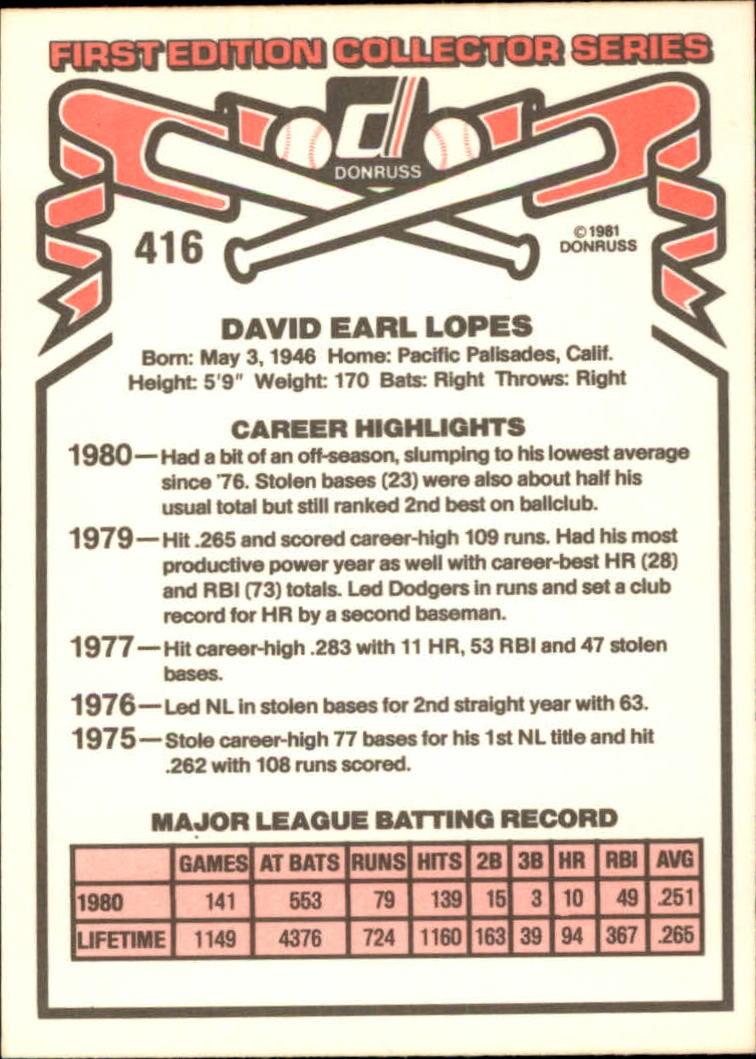 FIRST EDITION COLLECTOR SERIES
d
DONRUSS
416
© 1981
DONRUSS
DAVID EARL LOPES
Born: May 3, 1946 Home: Pacific Palisades, Calif.
Height: 5'9" Weight: 170 Bats: Right Throws: Right
CAREER HIGHLIGHTS
1980—Had a bit of an off-season, slumping to his lowest average
since '76. Stolen bases (23) were also about half his
usual total but still ranked 2nd best on ballclub.
1979—Hit .265 and scored career-high 109 runs. Had his most
productive power year as well with career-best HR (28)
and RBI (73) totals. Led Dodgers in runs and set a club
record for HR by a second baseman.
1977—Hit career-high .283 with 11 HR, 53 RBI and 47 stolen
bases.
1976—Led NL in stolen bases for 2nd straight year with 63.
1975—Stole career-high 77 bases for his 1st NL title and hit
.262 with 108 runs scored.
MAJOR LEAGUE BATTING RECORD
GAMES AT BATS RUNS HITS 2B 3B HR RBI AVG
1980 141 553 79 139 15 3 10 49 .251
LIFETIME 1149 4376 724 1160 163 39 94 367 .265